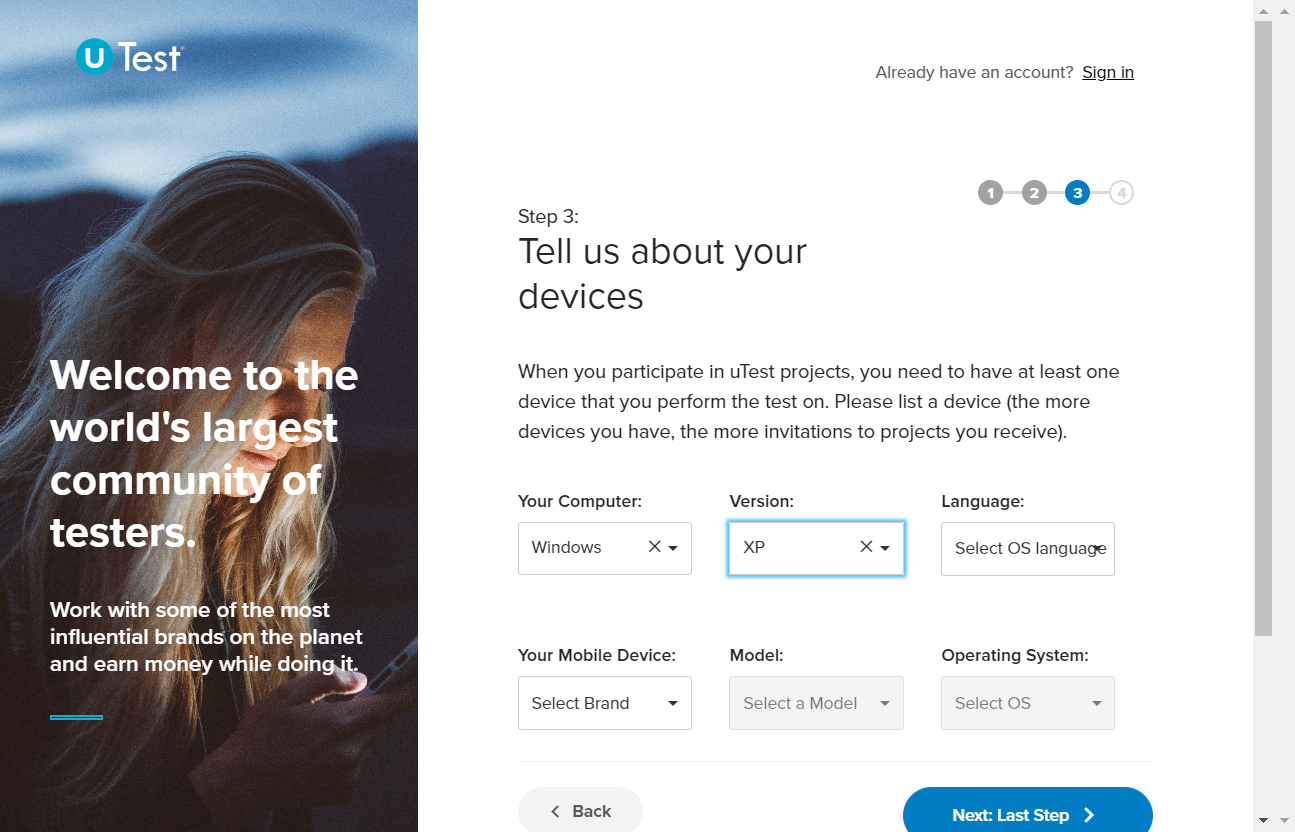 U Test
Already have an account? Sign in
1 2 3 4
Step 3:
Tell us about your
devices
Welcome to the
world's largest
community of
testers.
When you participate in uTest projects, you need to have at least one
device that you perform the test on. Please list a device (the more
devices you have, the more invitations to projects you receive).
Your Computer: Version: Language:
Windows XP Select OS language
Work with some of the most
influential brands on the planet
and earn money while doing it.
Your Mobile Device: Model: Operating System:
Select Brand Select a Model Select OS
Back Next: Last Step